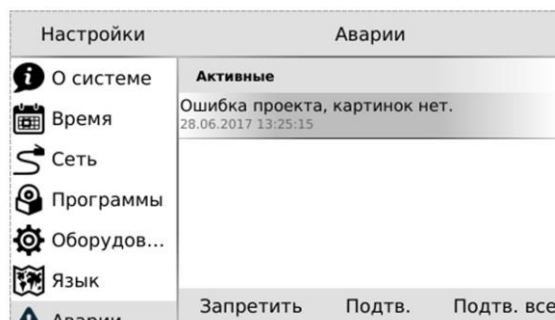 Настройки
Аварии
О системе
Время
Сеть
Программы
Оборудов...
Язык
Аварии
Активные
Ошибка проекта, картинок нет.
28.06.2017 13:25:15
Запретить
Подтв.
Подтв. все